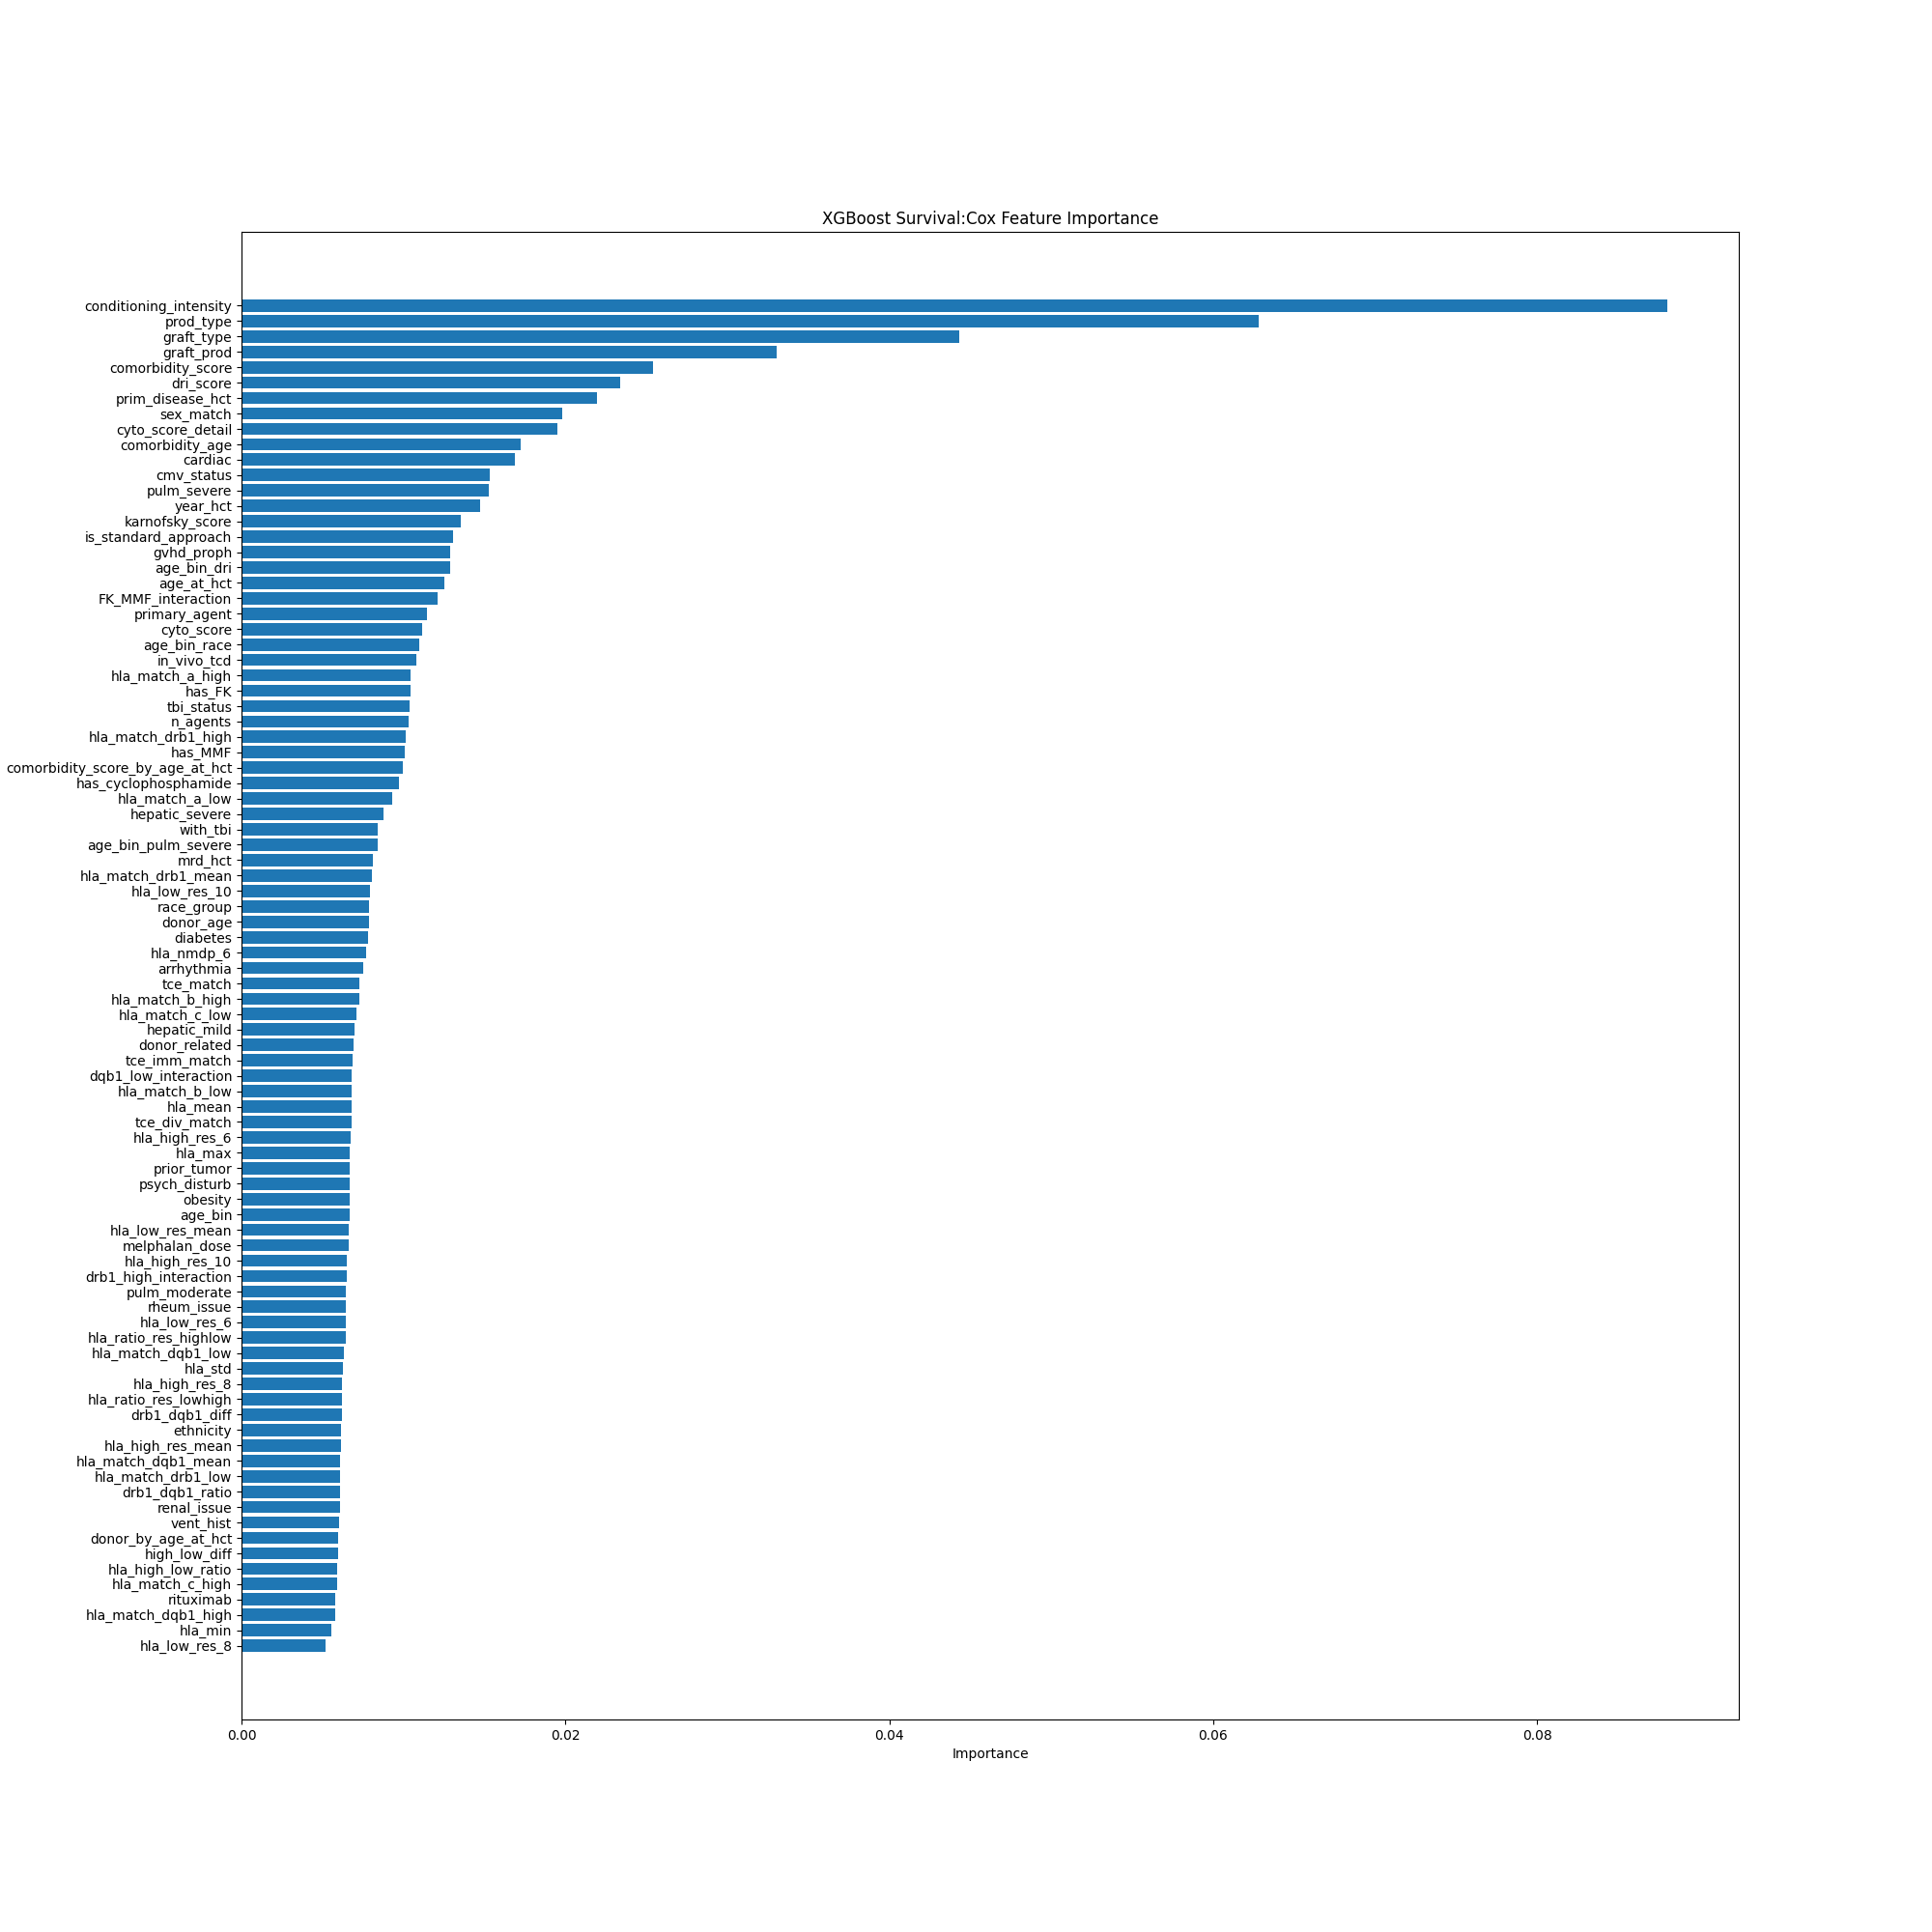 XGBoost Survival:Cox Feature Importance
conditioning_intensity
prod_type
graft_type
graft_prod
comorbidity_score
dri_score
prim_disease_hct
sex_match
cyto_score_detail
comorbidity_age
cardiac
cmv_status
pulm_severe
year_hct
karnofsky_score
is_standard_approach
gvhd_proph
age_bin_dri
age_at_hct
FK_MMF_interaction
primary_agent
cyto_score
age_bin_race
in_vivo_tcd
hla_match_a_high
has_FK
tbi_status
n_agents
hla_match_drb1_high
has_MMF
comorbidity_score_by_age_at_hct
has_cyclophosphamide
hla_match_a_low
hepatic_severe
with_tbi
age_bin_pulm_severe
mrd_hct
hla_match_drb1_mean
hla_low_res_10
race_group
donor_age
diabetes
hla_nmdp_6
arrhythmia
tce_match
hla_match_b_high
hla_match_c_low
hepatic_mild
donor_related
tce_imm_match
dqb1_low_interaction
hla_match_b_low
hla_mean
tce_div_match
hla_high_res_6
hla_max
prior_tumor
psych_disturb
obesity
age_bin
hla_low_res_mean
melphalan_dose
hla_high_res_10
drb1_high_interaction
pulm_moderate
rheum_issue
hla_low_res_6
hla_ratio_res_highlow
hla_match_dqb1_low
hla_std
hla_high_res_8
hla_ratio_res_lowhigh
drb1_dqb1_diff
ethnicity
hla_high_res_mean
hla_match_dqb1_mean
hla_match_drb1_low
drb1_dqb1_ratio
renal_issue
vent_hist
donor_by_age_at_hct
high_low_diff
hla_high_low_ratio
hla_match_c_high
rituximab
hla_match_dqb1_high
hla_min
hla_low_res_8
0.00 0.02 0.04 0.06 0.08
Importance